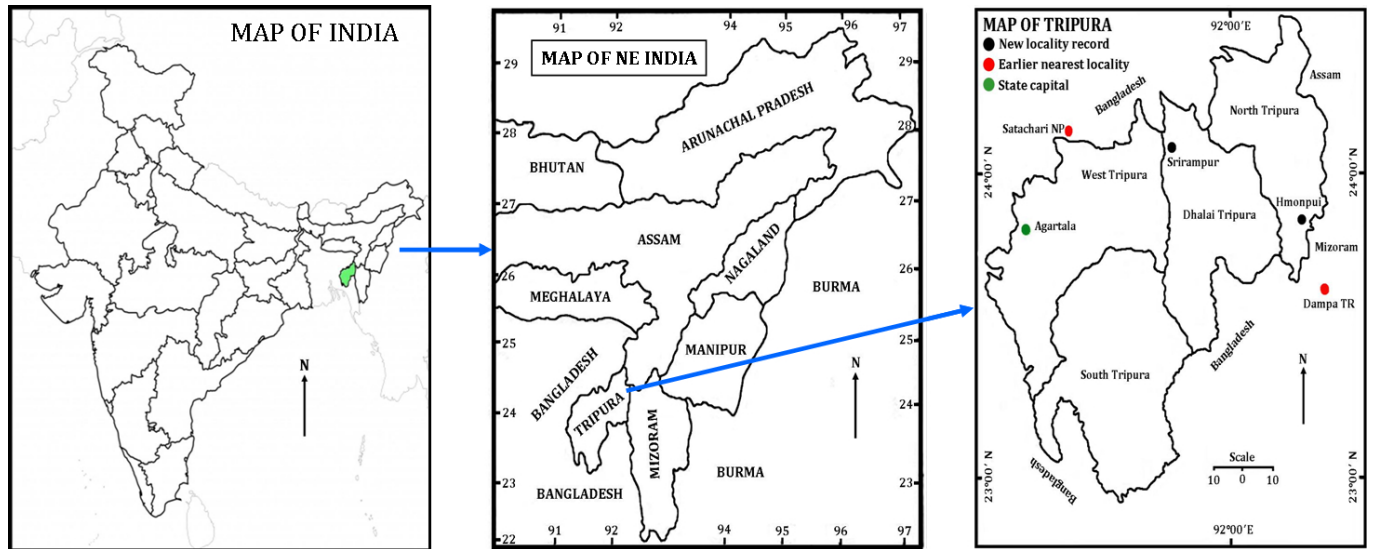 MAP OF INDIA
N
91
92
94
95
96
97
MAP OF NE INDIA
29
29
28
28
27
27
26
26
25
25
24
24
23
23
22
ARUNACHAL PRADESH
BHUTAN
ASSAM
NAGALAND
MEGHALAYA
BURMA
MANIPUR
BANGLADESH
TRIPURA
MIZORAM
BURMA
BANGLADESH
N
91
92
94
95
96
97
MAP OF TRIPURA
New locality record
Earlier nearest locality
State capital
92°00′E
Bangladesh
Assam
North Tripura
Satachari NP
Srirampur
West Tripura
24°00′ N
24°00′ N
Dhalai Tripura
Hmonpui
Agartala
Mizoram
Dampa TR
Bangladesh
South Tripura
N
Bangladesh
Scale
10 0 10
23°00′ N
23°00′ N
92°00′E